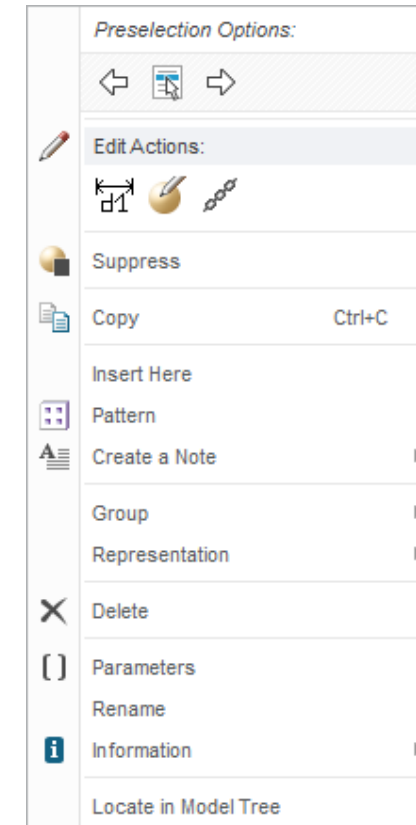 Preselection Options:
Edit Actions:
d1
Suppress
Copy Ctrl+C
Insert Here
Pattern
Create a Note
Group
Representation
Delete
Parameters
Rename
Information
Locate in Model Tree